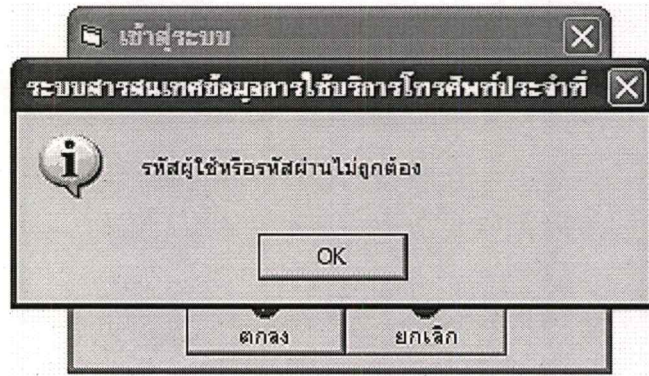 เข้าสู่ระบบ
ระบบสารสนเทศข้อมูลการใช้บริการโทรศัพท์ประจำที่
รหัสผู้ใช้หรือรหัสผ่านไม่ถูกต้อง
OK
ตกลง
ยกเลิก